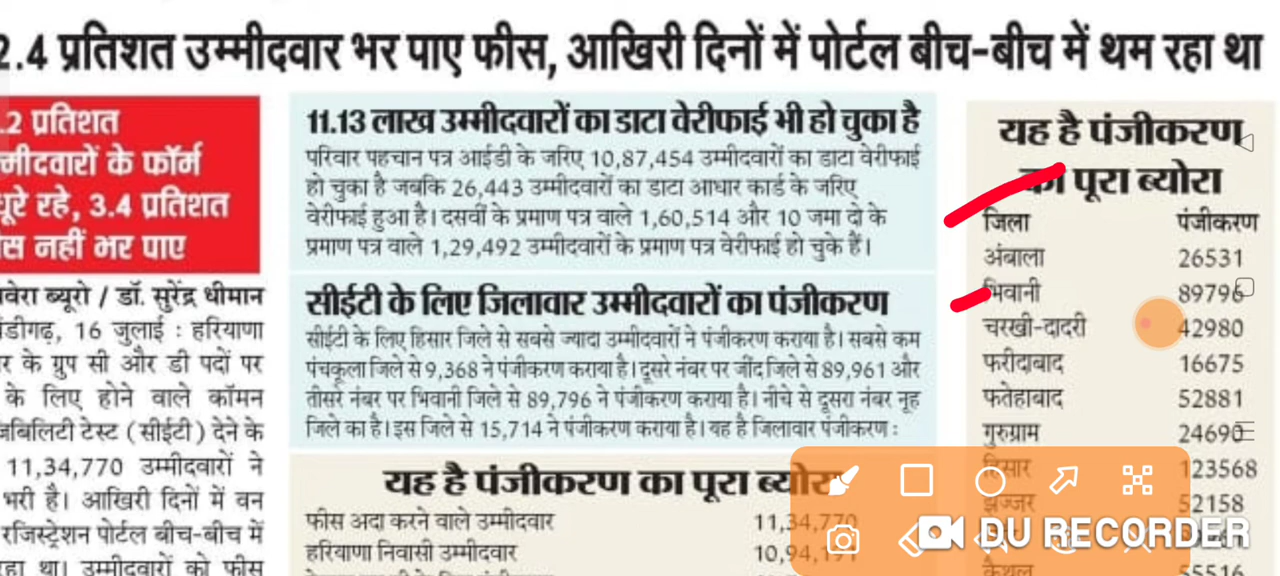 2.4 प्रतिशत उम्मीदवार भर पाए फीस, आखिरी दिनों में पोर्टल बीच-बीच में थम रहा था
.2 प्रतिशत
म्मीदवारों के फॉर्म
धूरे रहे, 3.4 प्रतिशत
स नहीं भर पाए
वेरा ब्यूरो / डॉ. सुरेंद्र धीमान
ंडीगढ़, 16 जुलाई : हरियाणा
र के ग्रुप सी और डी पदों पर
के लिए होने वाले कॉमन
जबिलिटी टेस्ट (सीईटी) देने के
11,34,770 उम्मीदवारों ने
भरी है। आखिरी दिनों में वन
रजिस्ट्रेशन पोर्टल बीच-बीच में
रहा था। उम्मीदवारों को फीस
11.13 लाख उम्मीदवारों का डाटा वेरीफाई भी हो चुका है
परिवार पहचान पत्र आईडी के जरिए 10,87,454 उम्मीदवारों का डाटा वेरीफाई
हो चुका है जबकि 26,443 उम्मीदवारों का डाटा आधार कार्ड के जरिए
वेरीफाई हुआ है। दसवीं के प्रमाण पत्र वाले 1,60,514 और 10 जमा दो के
प्रमाण पत्र वाले 1,29,492 उम्मीदवारों के प्रमाण पत्र वेरीफाई हो चुके हैं।
सीईटी के लिए जिलावार उम्मीदवारों का पंजीकरण
सीईटी के लिए हिसार जिले से सबसे ज्यादा उम्मीदवारों ने पंजीकरण कराया है। सबसे कम
पंचकूला जिले से 9,368 ने पंजीकरण कराया है। दूसरे नंबर पर जींद जिले से 89,961 और
तीसरे नंबर पर भिवानी जिले से 89,796 ने पंजीकरण कराया है। नीचे से दूसरा नंबर नूह
जिले का है। इस जिले से 15,714 ने पंजीकरण कराया है। यह है जिलावार पंजीकरण :
यह है पंजीकरण का पूरा ब्योरा
फीस अदा करने वाले उम्मीदवार 11,34,770
हरियाणा निवासी उम्मीदवार 10,94,191
यह है पंजीकरण
का पूरा ब्योरा
जिला पंजीकरण
अंबाला 26531
भिवानी 89796
चरखी-दादरी 42980
फरीदाबाद 16675
फतेहाबाद 52881
गुरुग्राम 24690
हिसार 123568
झज्जर 52158
कैथल 55516
DU RECORDER